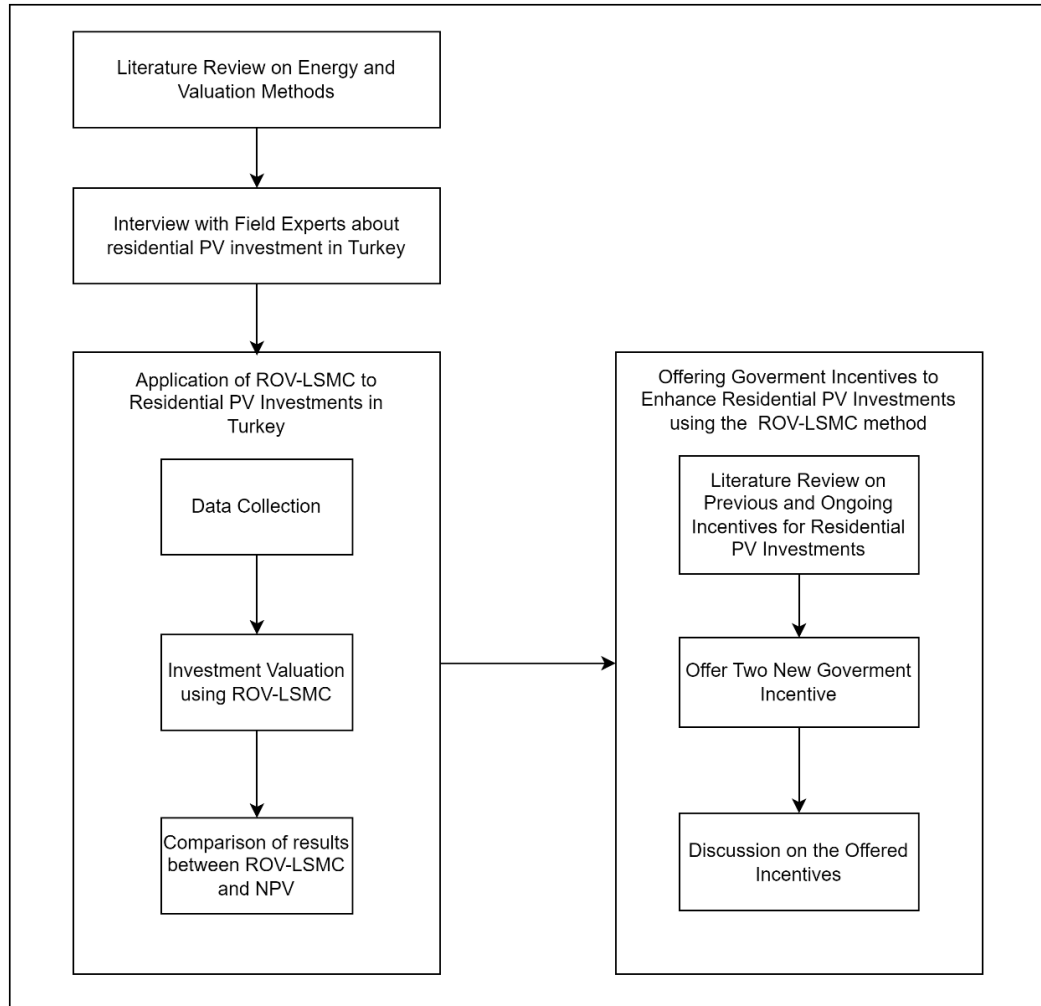 Literature Review on Energy and
Valuation Methods
Interview with Field Experts about
residential PV investment in Turkey
Application of ROV-LSMC to
Residential PV Investments in
Turkey
Data Collection
Investment Valuation
using ROV-LSMC
Comparison of results
between ROV-LSMC
and NPV
Offering Goverment Incentives to
Enhance Residential PV Investments
using the ROV-LSMC method
Literature Review on
Previous and Ongoing
Incentives for Residential
PV Investments
Offer Two New Goverment
Incentive
Discussion on the Offered
Incentives